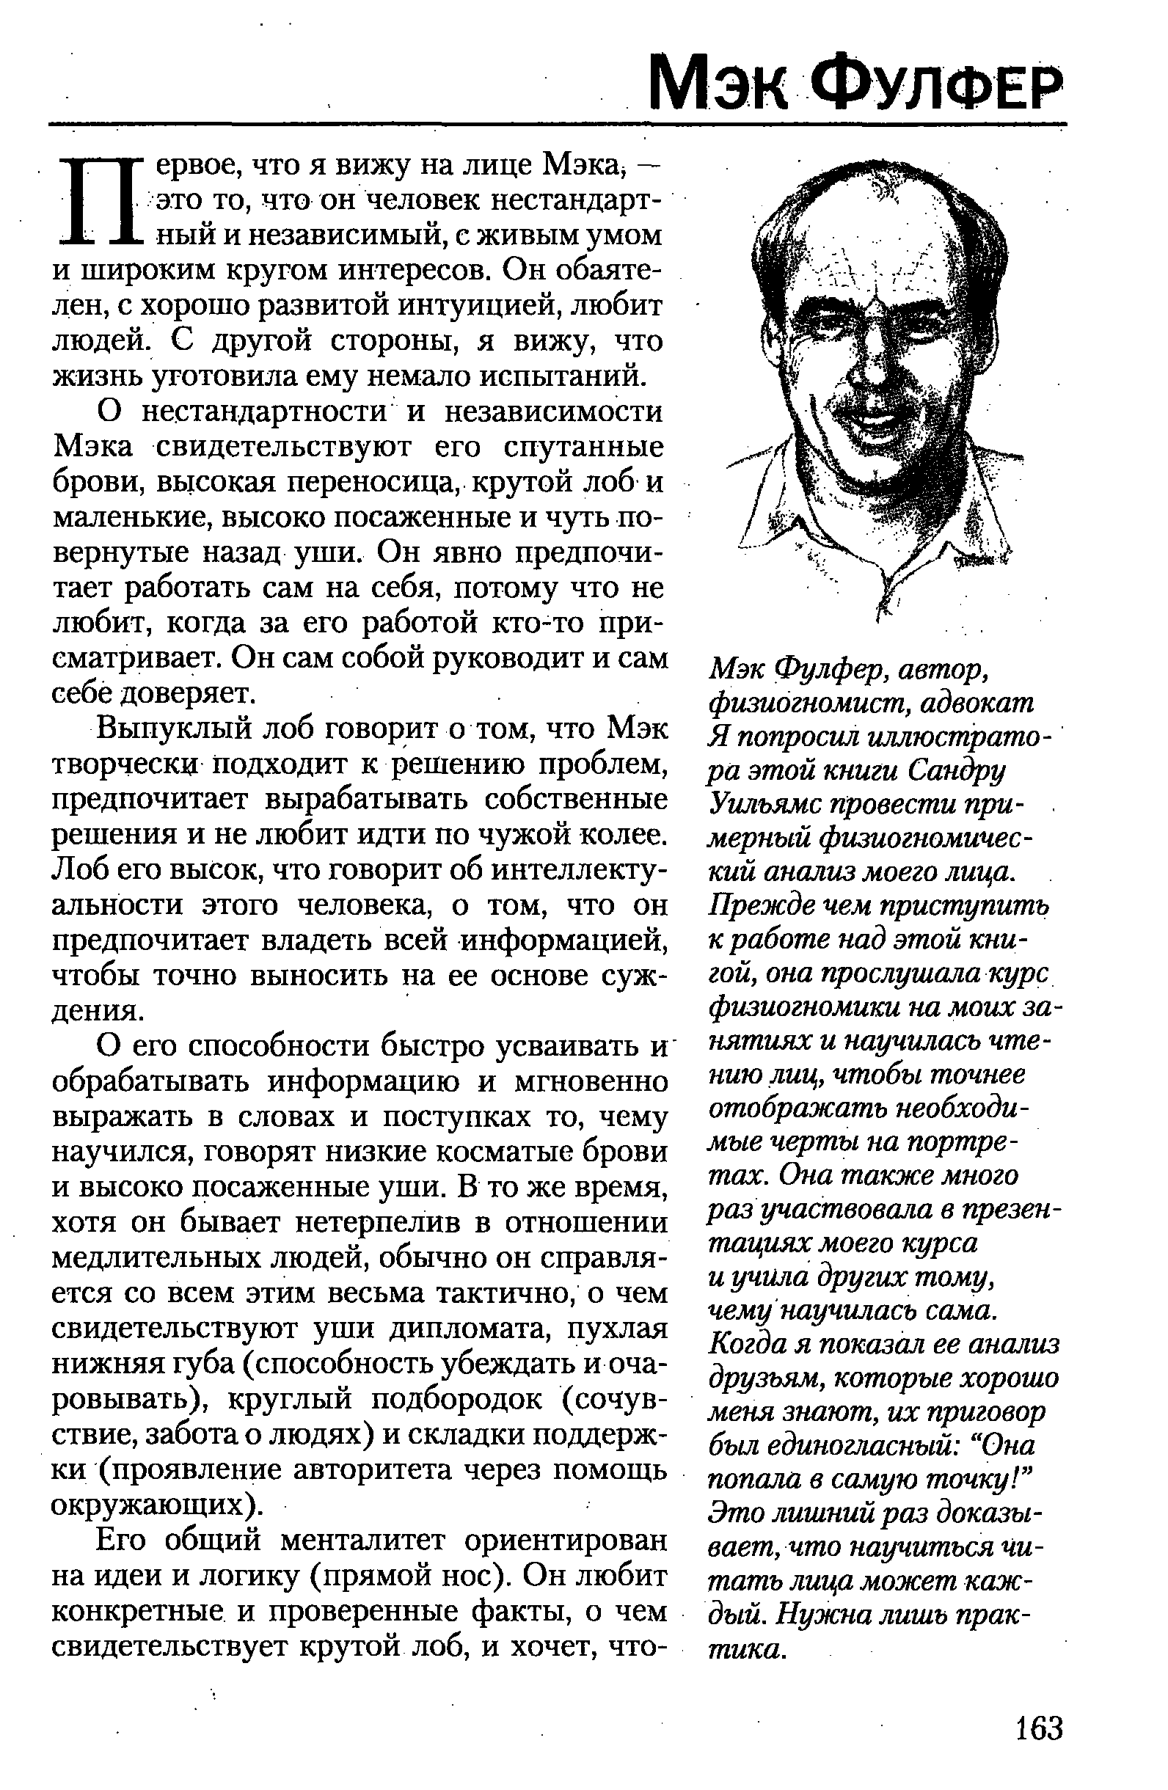 Мэк Фулфер
Первое, что я вижу на лице Мэка, —
это то, что он человек нестандарт-
ный и независимый, с живым умом
и широким кругом интересов. Он обаяте-
лен, с хорошо развитой интуицией, любит
людей. С другой стороны, я вижу, что
жизнь уготовила ему немало испытаний.
О нестандартности и независимости
Мэка свидетельствуют его спутанные
брови, высокая переносица, крутой лоб и
маленькие, высоко посаженные и чуть по-
вернутые назад уши. Он явно предпочи-
тает работать сам на себя, потому что не
любит, когда за его работой кто-то при-
сматривает. Он сам собой руководит и сам
себе доверяет.
Выпуклый лоб говорит о том, что Мэк
творчески подходит к решению проблем,
предпочитает вырабатывать собственные
решения и не любит идти по чужой колее.
Лоб его высок, что говорит об интеллекту-
альности этого человека, о том, что он
предпочитает владеть всей информацией,
чтобы точно выносить на ее основе суж-
дения.
О его способности быстро усваивать и
обрабатывать информацию и мгновенно
выражать в словах и поступках то, чему
научился, говорят низкие косматые брови
и высоко посаженные уши. В то же время,
хотя он бывает нетерпелив в отношении
медлительных людей, обычно он справля-
ется со всем этим весьма тактично, о чем
свидетельствуют уши дипломата, пухлая
нижняя губа (способность убеждать и оча-
ровывать), круглый подбородок (сочув-
ствие, забота о людях) и складки поддерж-
ки (проявление авторитета через помощь
окружающих).
Его общий менталитет ориентирован
на идеи и логику (прямой нос). Он любит
конкретные и проверенные факты, о чем
свидетельствует крутой лоб, и хочет, что-
Мэк Фулфер, автор,
физиогномист, адвокат
Я попросил иллюстрато-
ра этой книги Сандру
Уильямс провести при-
мерный физиогномичес-
кий анализ моего лица.
Прежде чем приступить
к работе над этой кни-
гой, она прослушала курс
физиогномики на моих за-
нятиях и научилась чте-
нию лиц, чтобы точнее
отображать необходи-
мые черты на портре-
тах. Она также много
раз участвовала в презен-
тациях моего курса
и учила других тому,
чему научилась сама.
Когда я показал ее анализ
друзьям, которые хорошо
меня знают, их приговор
был единогласный: “Она
попала в самую точку!”
Это лишний раз доказы-
вает, что научиться чи-
тать лица может каж-
дый. Нужна лишь прак-
тика.
163